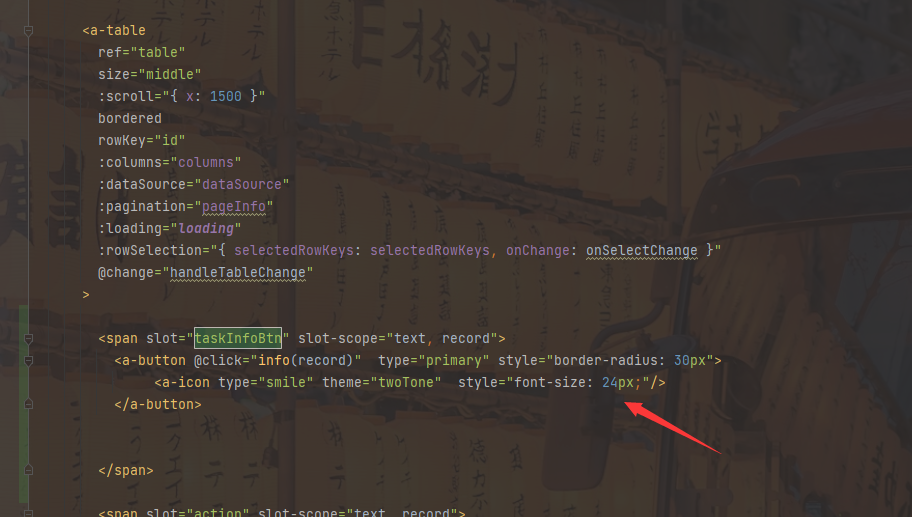 <a-table
ref="table"
size="middle"
:scroll="{ x: 1500 }"
bordered
rowKey="id"
:columns="columns"
:dataSource="dataSource"
:pagination="pageInfo"
:loading="loading"
:rowSelection="{ selectedRowKeys: selectedRowKeys, onChange: onSelectChange }"
@change="handleTableChange"
>
<span slot="taskInfoBtn" slot-scope="text, record">
<a-button @click="info(record)"  type="primary" style="border-radius: 30px">
<a-icon type="smile" theme="twoTone"  style="font-size: 24px;"/>
</a-button>
</span>
<span slot="action" slot-scope="text, record">